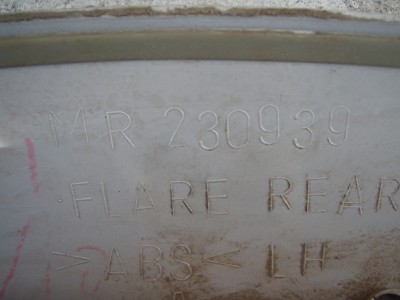 MR 230939
FLARE REAR
>ABS< LH